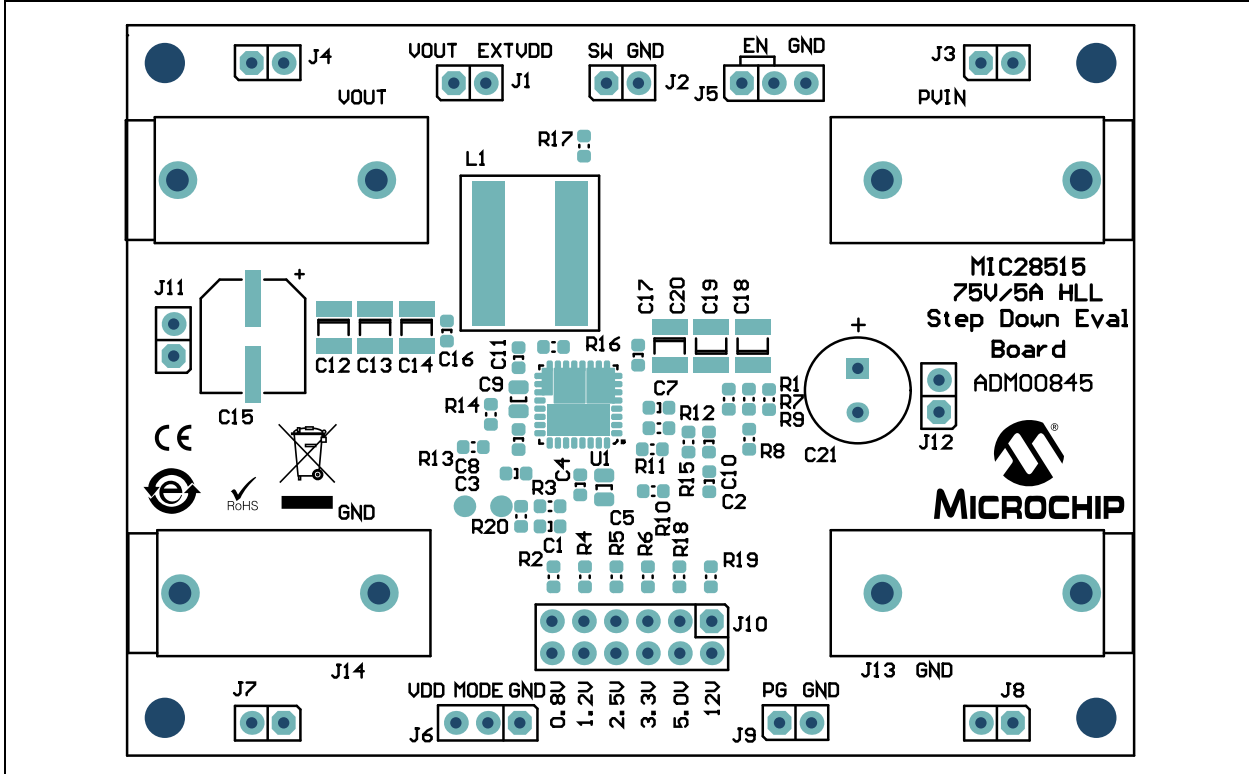 J4
VOUT EXTVDD
J1
SW GND
J2
EN GND
J5
J3
VOUT
PVIN
R17
L1
MIC28515
75V/5A HLL
Step Down Eval
Board
ADM00845
J11
+
C17
C20
C19
C18
+
C12
C13
C14
C16
C11
R16
C15
C9
C7
R1
R7
R9
R14
R12
C21
J12
CE
R13
C8
C3
C4
U1
R11
R15
C10
R8
e
RoHS
GND
R3
R20
C5
R10
C2
MICROCHIP
®
R2
C1
R4
R5
R6
R18
R19
J10
J14
J13 GND
J7
VDD MODE GND
J6
0.8V
1.2V
2.5V
3.3V
5.0V
12V
PG GND
J9
J8